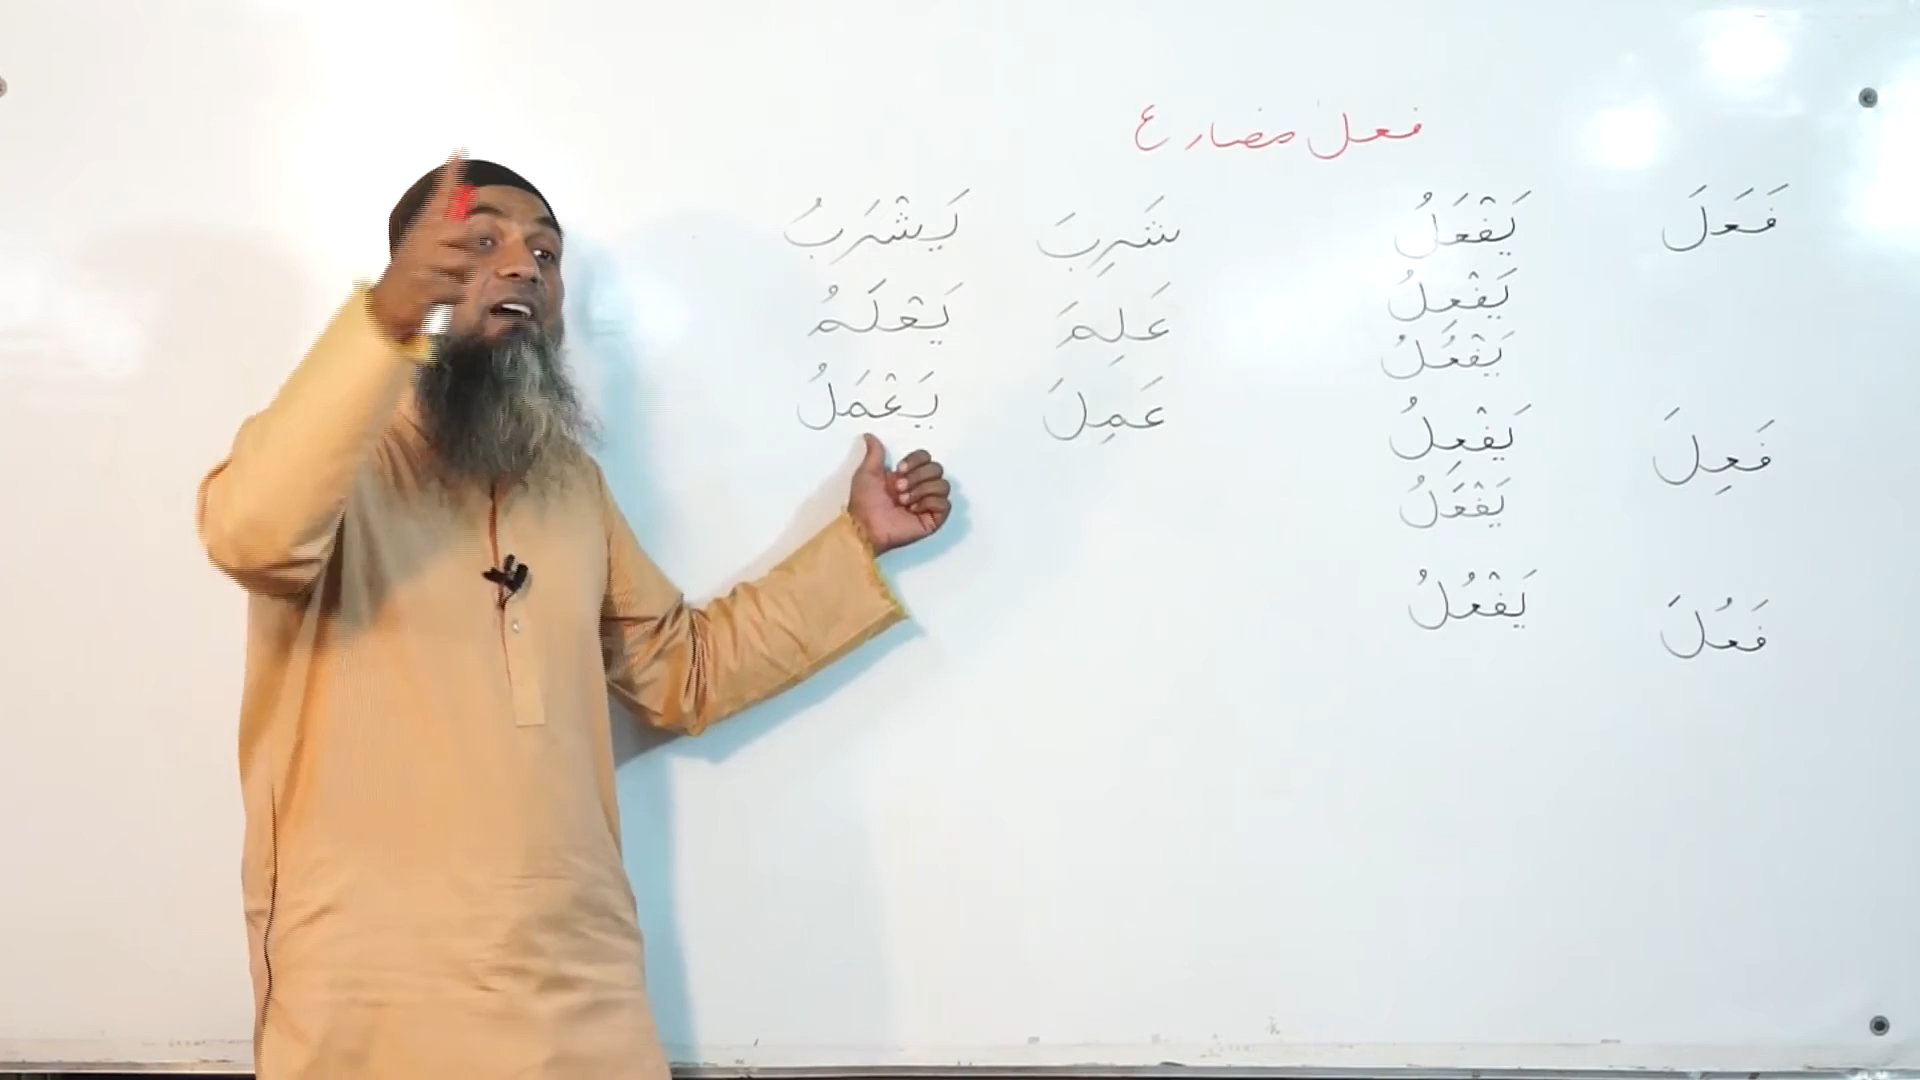 فعل مضارع
فَعَلَ يَفْعَلُ شَرِبَ يَشْرَبُ
يَفْعِلُ عَلِمَ يَعْلَمُ
يَفْعُلُ
فَعِلَ يَفْعِلُ عَمِلَ يَعْمَلُ
يَفْعَلُ
فَعُلَ يَفْعُلُ